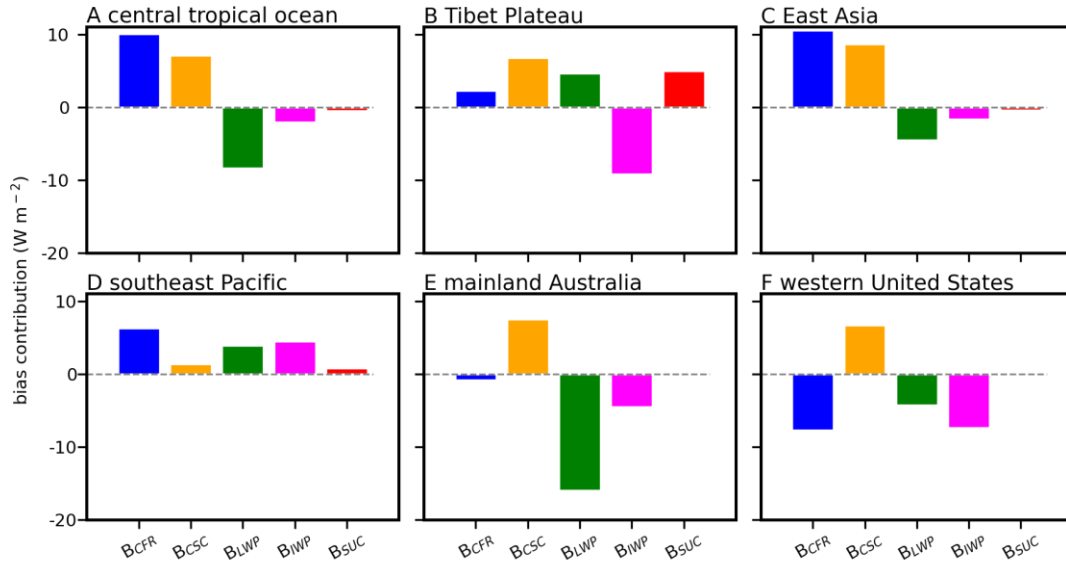 A central tropical ocean
B Tibet Plateau
C East Asia
10
0
-10
-20
D southeast Pacific
E mainland Australia
F western United States
10
0
-10
-20
bias contribution (W m⁻²)
B_CFR B_CSC B_LWP B_IWP B_SUC
B_CFR B_CSC B_LWP B_IWP B_SUC
B_CFR B_CSC B_LWP B_IWP B_SUC